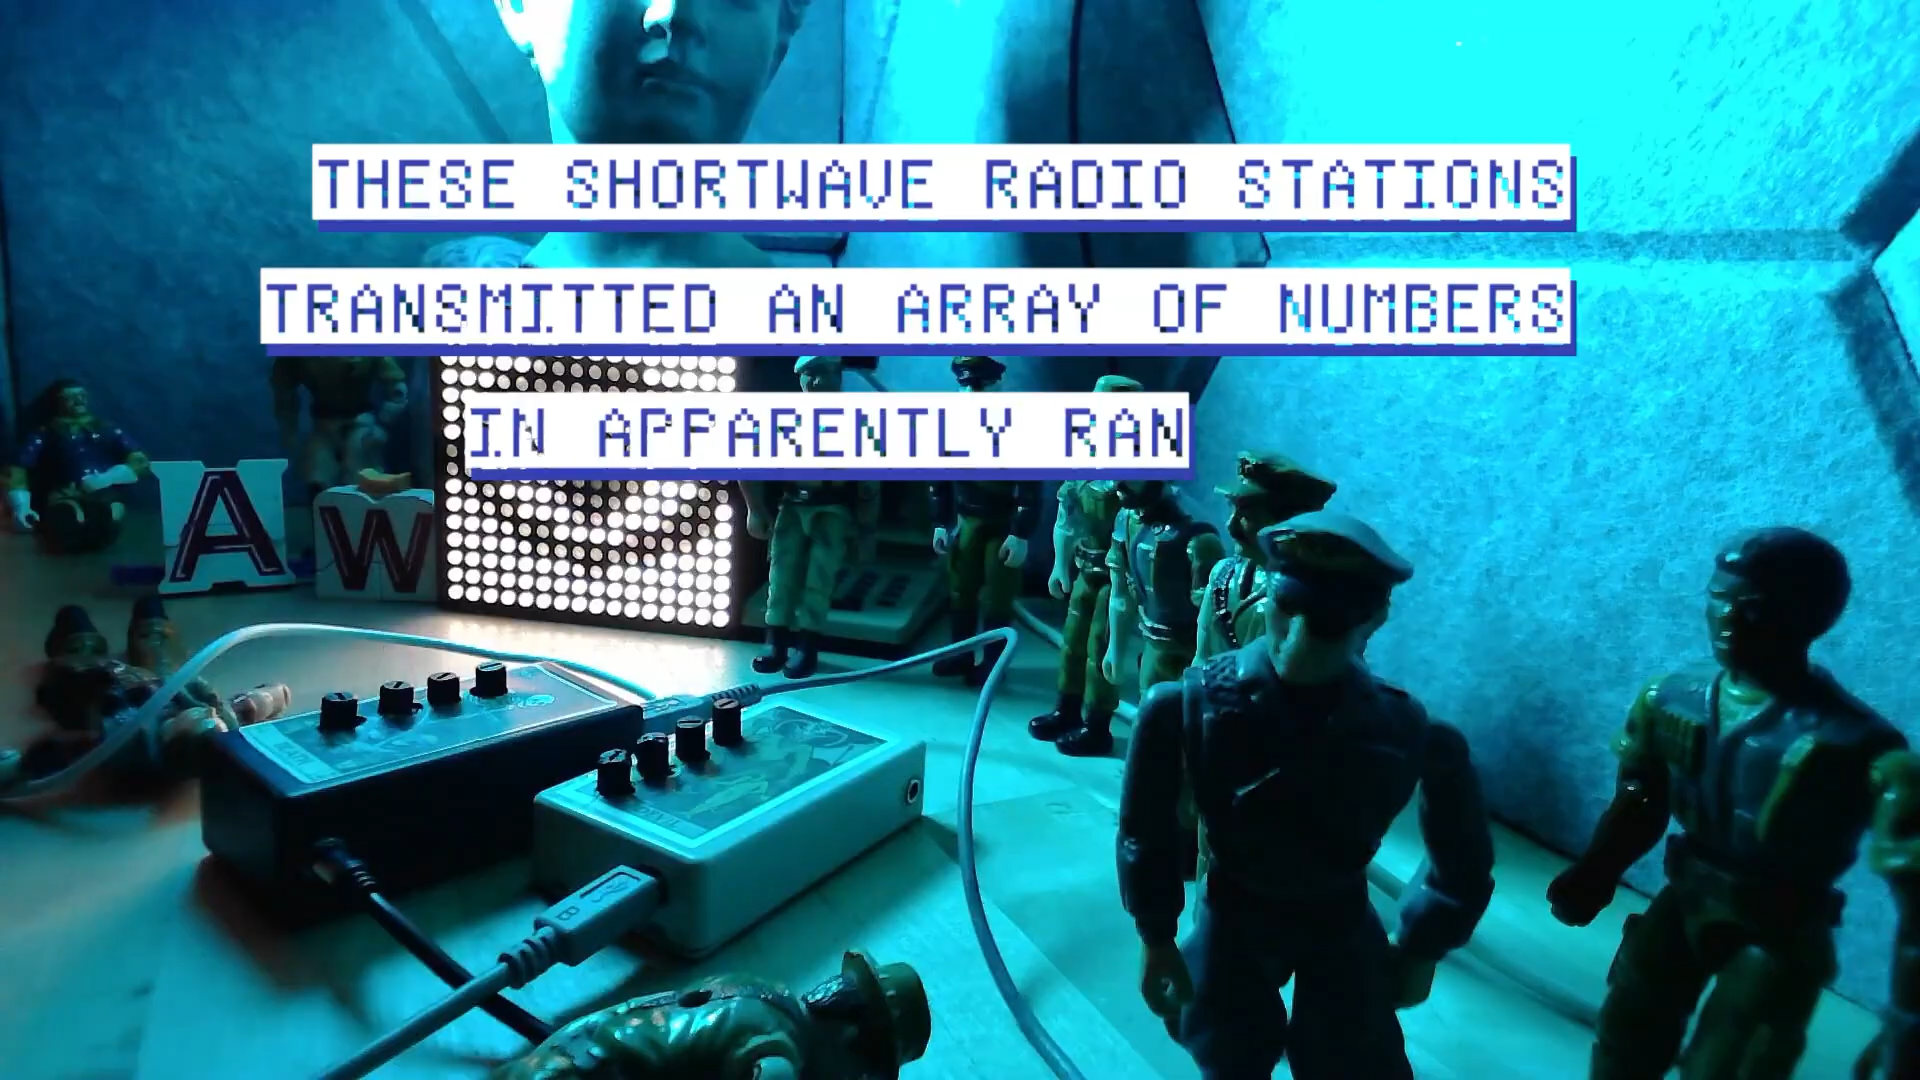 THESE SHORTWAVE RADIO STATIONS
TRANSMITTED AN ARRAY OF NUMBERS
IN APPARENTLY RAN
A W
B